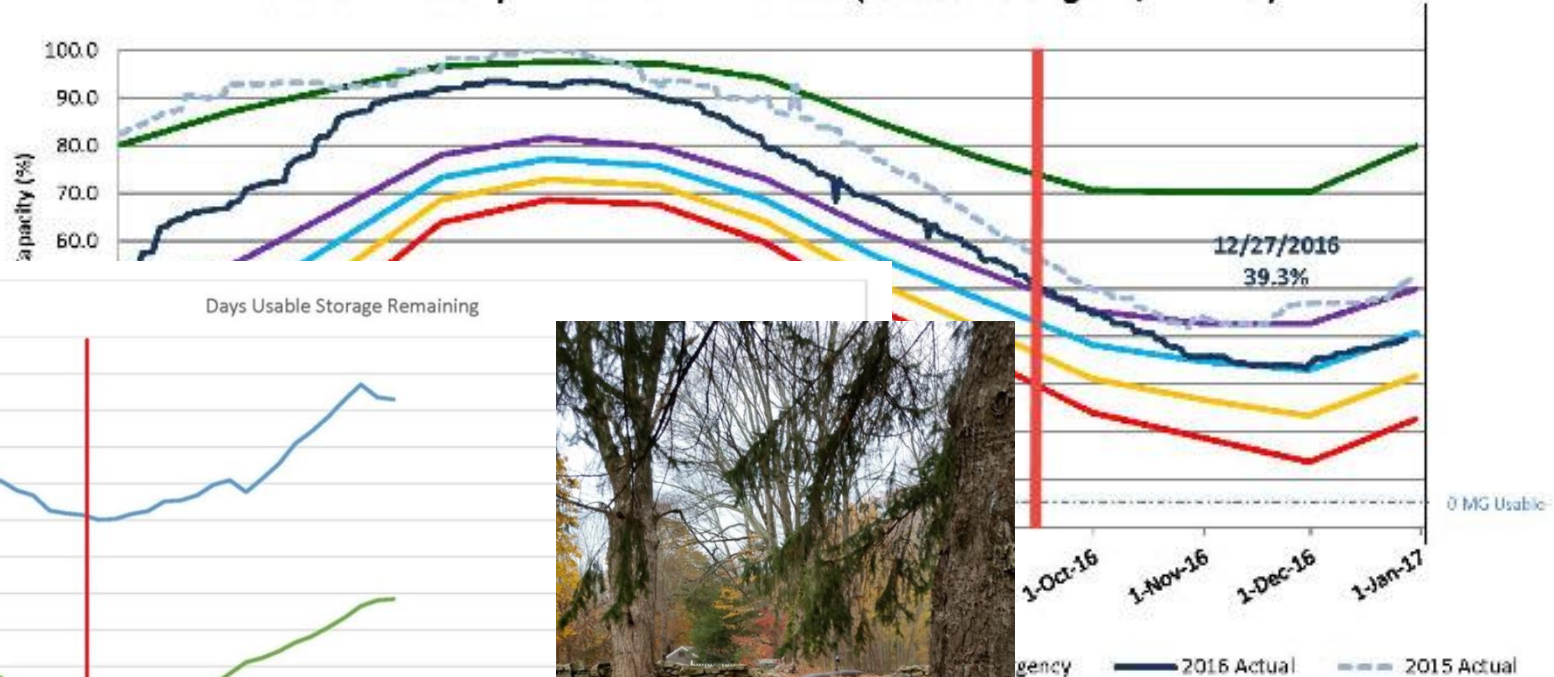 100.0
90.0
80.0
70.0
60.0
12/27/2016
39.3%
Days Usable Storage Remaining
0 MG Usable
1-Oct-16
1-Nov-16
1-Dec-16
1-Jan-17
2016 Actual
2015 Actual